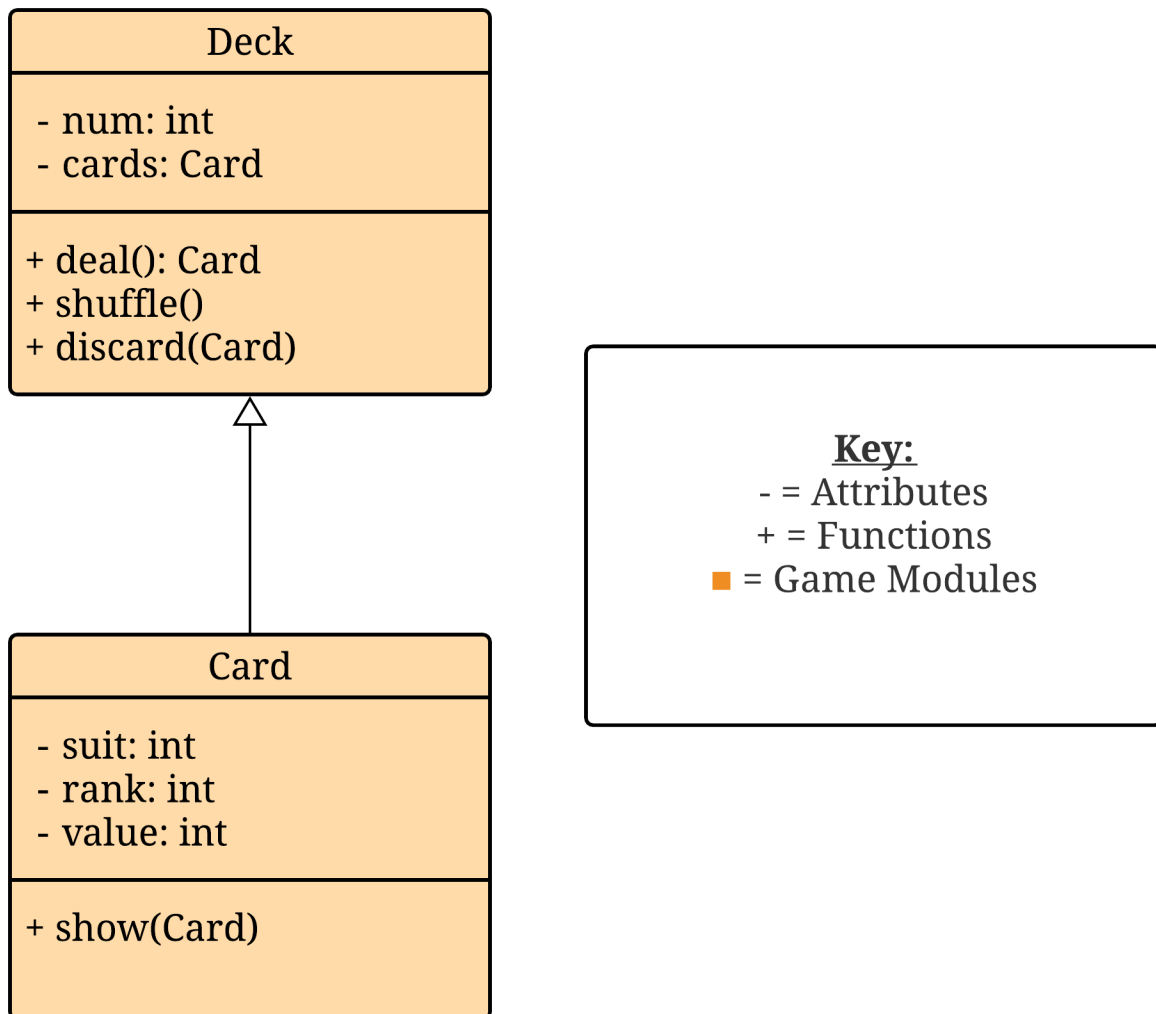 Deck
- num: int
- cards: Card
+ deal(): Card
+ shuffle()
+ discard(Card)
Key:
- = Attributes
+ = Functions
■ = Game Modules
Card
- suit: int
- rank: int
- value: int
+ show(Card)